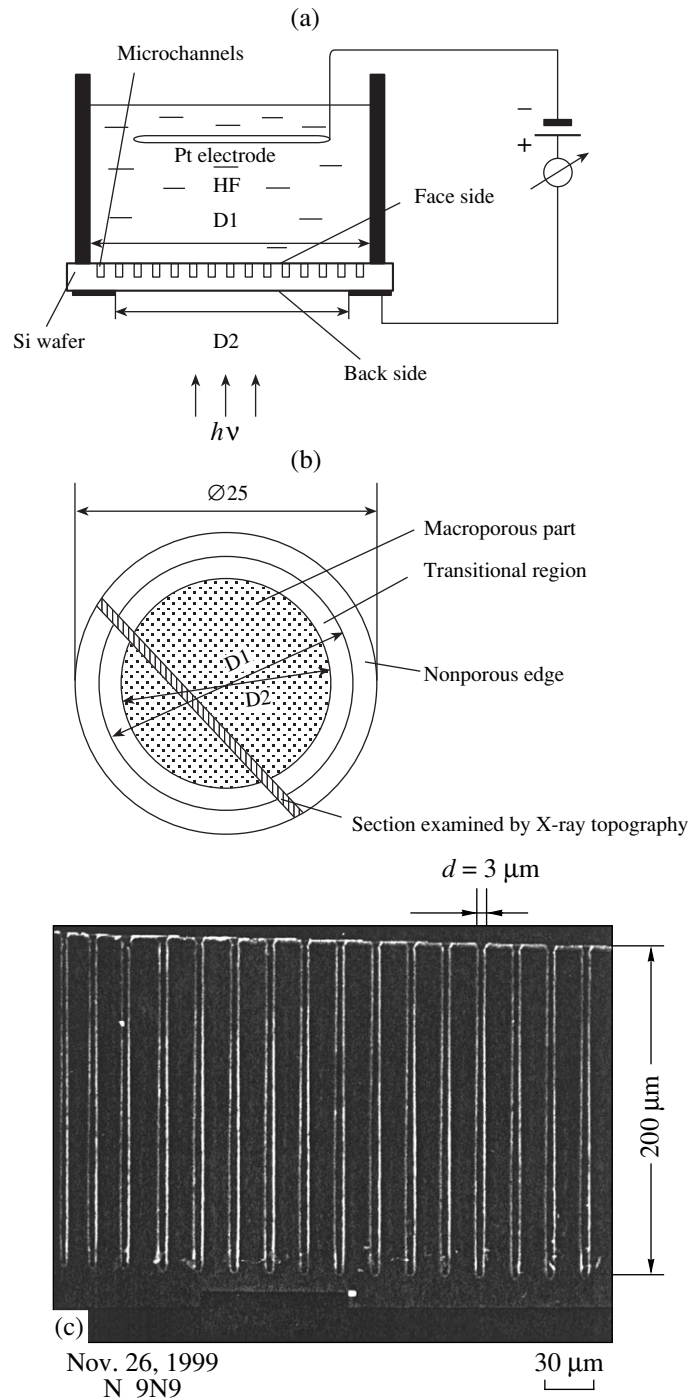 (a)
Microchannels
Pt electrode
HF
D1
Face side
−
+
Si wafer
D2
Back side
hν
(b)
∅25
Macroporous part
Transitional region
D1
D2
Nonporous edge
Section examined by X-ray topography
d = 3 μm
200 μm
(c)
Nov. 26, 1999
N 9N9
30 μm